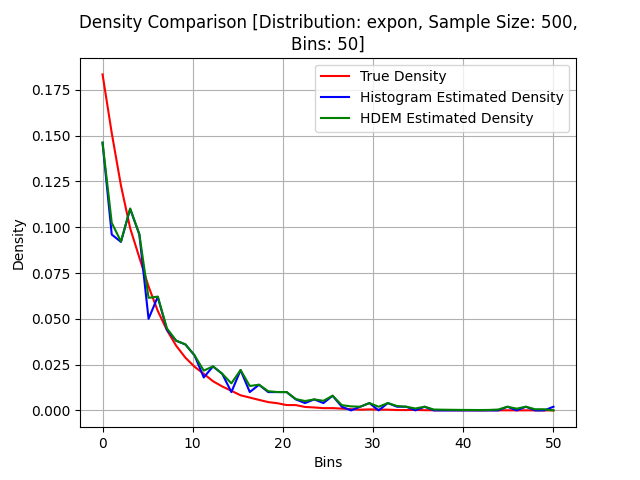 Density Comparison [Distribution: expon, Sample Size: 500,
Bins: 50]
True Density
Histogram Estimated Density
HDEM Estimated Density
Density
0.175
0.150
0.125
0.100
0.075
0.050
0.025
0.000
0 10 20 30 40 50
Bins